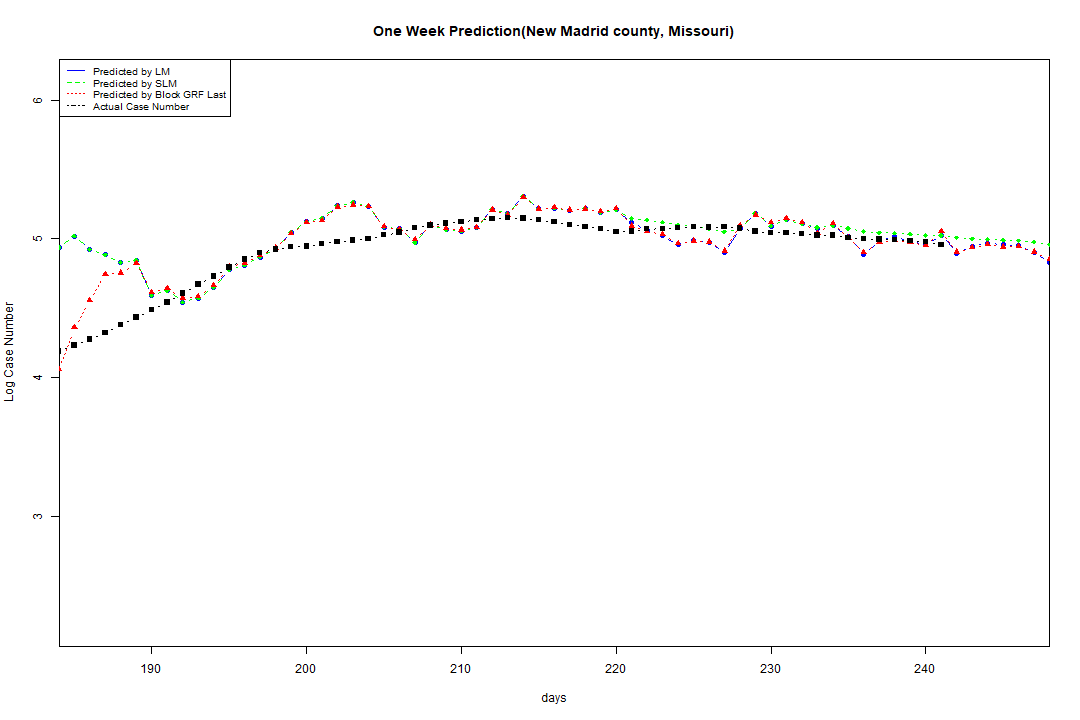 One Week Prediction(New Madrid county, Missouri)
Predicted by LM
Predicted by SLM
Predicted by Block GRF Last
Actual Case Number
6
5
4
3
Log Case Number
190 200 210 220 230 240
days